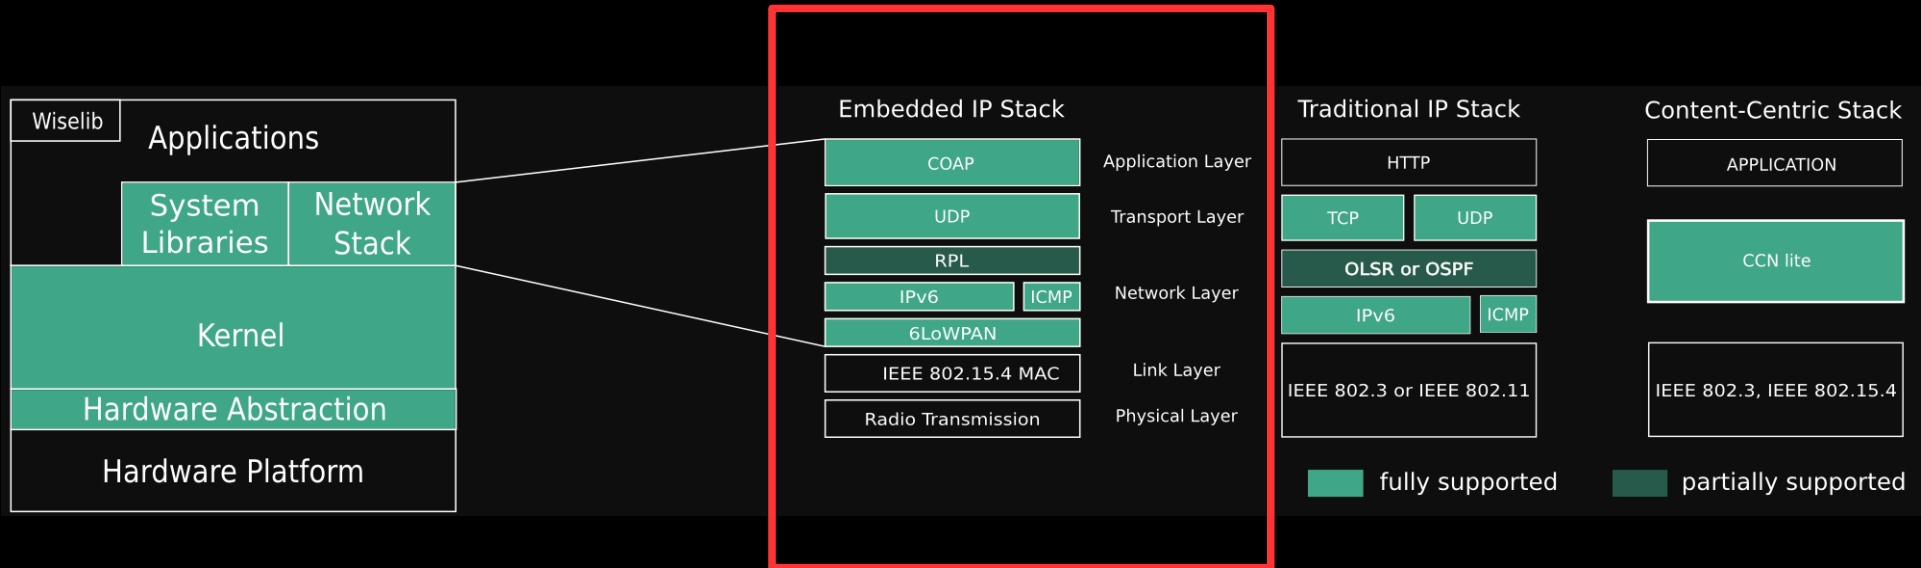 Wiselib
Applications
System
Libraries
Network
Stack
Kernel
Hardware Abstraction
Hardware Platform
Embedded IP Stack
COAP
Application Layer
UDP
Transport Layer
RPL
IPv6
ICMP
Network Layer
6LoWPAN
IEEE 802.15.4 MAC
Link Layer
Radio Transmission
Physical Layer
Traditional IP Stack
HTTP
TCP
UDP
OLSR or OSPF
IPv6
ICMP
IEEE 802.3 or IEEE 802.11
Content-Centric Stack
APPLICATION
CCN lite
IEEE 802.3, IEEE 802.15.4
fully supported
partially supported